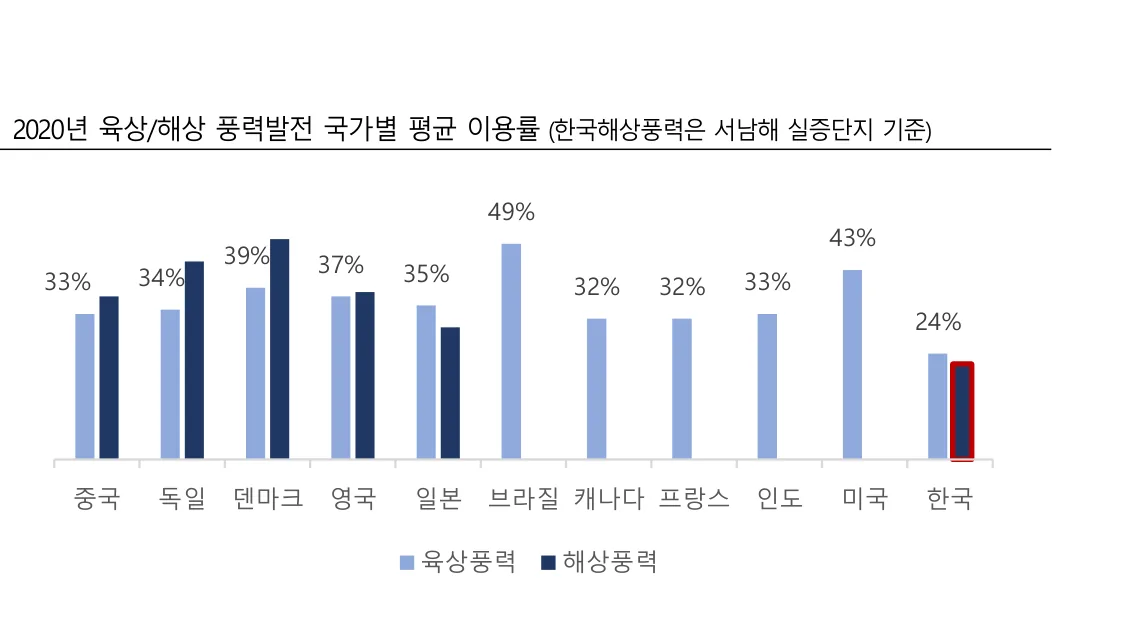 2020년 육상/해상 풍력발전 국가별 평균 이용률 (한국해상풍력은 서남해 실증단지 기준)
33% 34% 39% 37% 35% 49% 32% 32% 33% 43% 24%
중국 독일 덴마크 영국 일본 브라질 캐나다 프랑스 인도 미국 한국
육상풍력 해상풍력